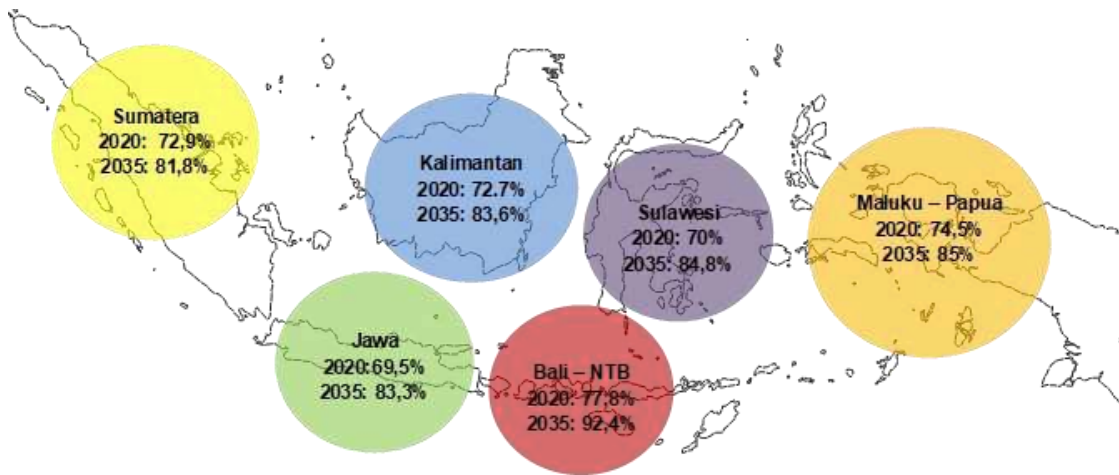 Sumatera
2020: 72,9%
2035: 81,8%
Kalimantan
2020: 72.7%
2035: 83,6%
Sulawesi
2020: 70%
2035: 84,8%
Maluku – Papua
2020: 74,5%
2035: 85%
Jawa
2020:69,5%
2035: 83,3%
Bali – NTB
2020: 77,8%
2035: 92,4%